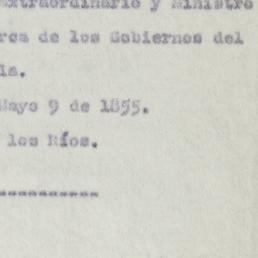 extraordinario y Ministro
rca de los Gobiernos del
ia.
Mayo 9 de 1855.
los Ríos.
-----------